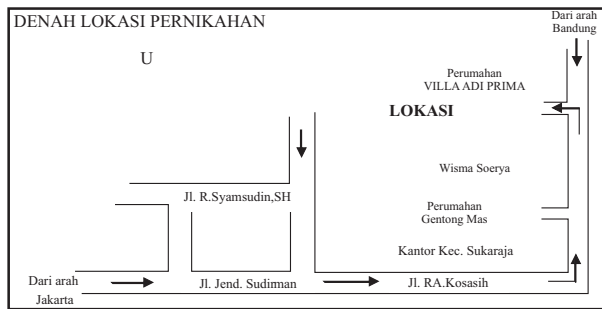 DENAH LOKASI PERNIKAHAN
Dari arah
Bandung
U
Perumahan
VILLA ADI PRIMA
LOKASI
Wisma Soerya
Jl. R.Syamsudin,SH
Perumahan
Gentong Mas
Kantor Kec. Sukaraja
Dari arah
Jakarta
Jl. Jend. Sudirman
Jl. RA.Kosasih